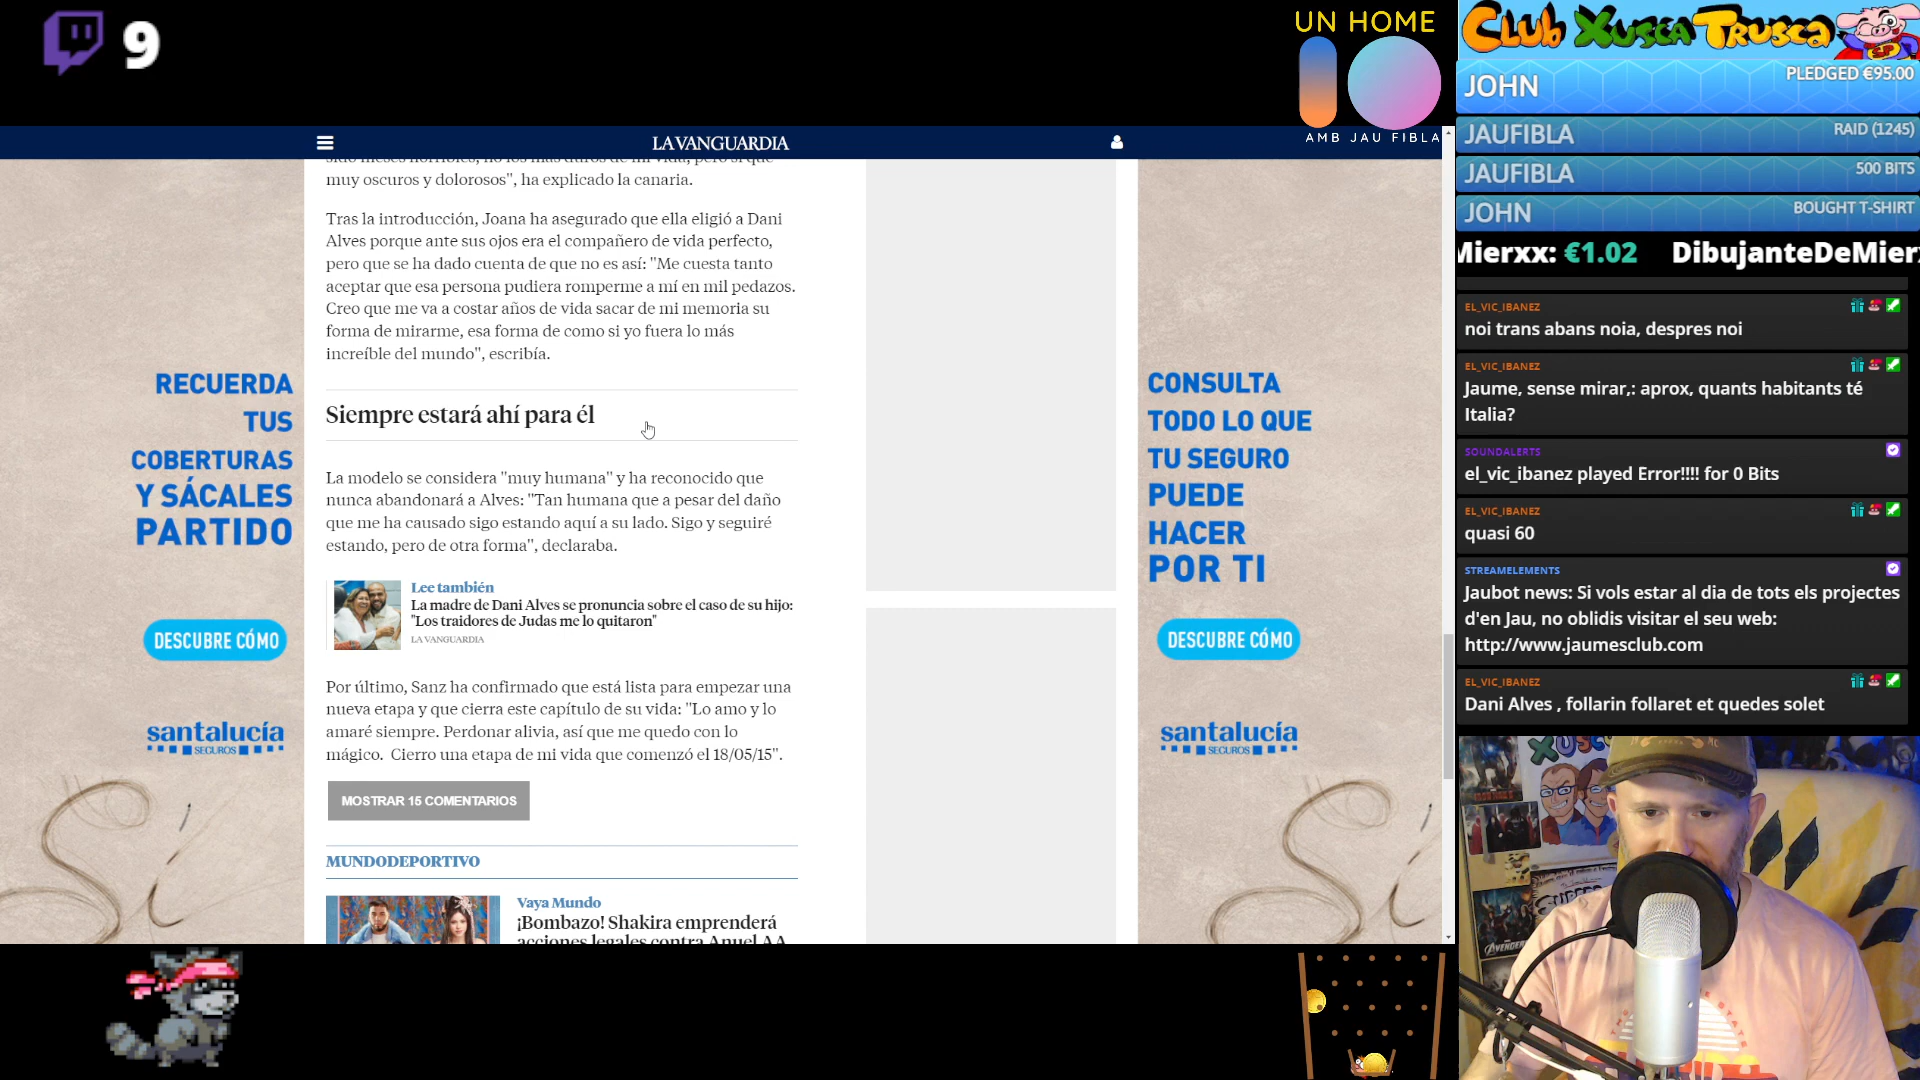 9
UN HOME
AMB JAU FIBLA
LAVANGUARDIA
muy oscuros y dolorosos", ha explicado la canaria.
Tras la introducción, Joana ha asegurado que ella eligió a Dani
Alves porque ante sus ojos era el compañero de vida perfecto,
pero que se ha dado cuenta de que no es así: "Me cuesta tanto
aceptar que esa persona pudiera romperme a mí en mil pedazos.
Creo que me va a costar años de vida sacar de mi memoria su
forma de mirarme, esa forma de como si yo fuera lo más
increíble del mundo", escribía.
Siempre estará ahí para él
La modelo se considera "muy humana" y ha reconocido que
nunca abandonará a Alves: "Tan humana que a pesar del daño
que me ha causado sigo estando aquí a su lado. Sigo y seguiré
estando, pero de otra forma", declaraba.
Lee también
La madre de Dani Alves se pronuncia sobre el caso de su hijo:
"Los traidores de Judas me lo quitaron"
LA VANGUARDIA
Por último, Sanz ha confirmado que está lista para empezar una
nueva etapa y que cierra este capítulo de su vida: "Lo amo y lo
amaré siempre. Perdonar alivia, así que me quedo con lo
mágico. Cierro una etapa de mi vida que comenzó el 18/05/15".
MOSTRAR 15 COMENTARIOS
MUNDODEPORTIVO
Vaya Mundo
¡Bombazo! Shakira emprenderá
acciones legales contra Anuel AA
RECUERDA
TUS
COBERTURAS
Y SÁCALES
PARTIDO
DESCUBRE CÓMO
santalucía
SEGUROS
CONSULTA
TODO LO QUE
TU SEGURO
PUEDE
HACER
POR TI
DESCUBRE CÓMO
santalucía
SEGUROS
Club Xusca Trusca
SP
JOHN PLEDGED €95.00
JAUFIBLA RAID (1245)
JAUFIBLA 500 BITS
JOHN BOUGHT T-SHIRT
Mierxx: €1.02 DibujanteDeMierx
EL_VIC_IBANEZ
noi trans abans noia, despres noi
EL_VIC_IBANEZ
Jaume, sense mirar,: aprox, quants habitants té
Italia?
SOUNDALERTS
el_vic_ibanez played Error!!!! for 0 Bits
EL_VIC_IBANEZ
quasi 60
STREAMELEMENTS
Jaubot news: Si vols estar al dia de tots els projectes
d'en Jau, no oblidis visitar el seu web:
http://www.jaumesclub.com
EL_VIC_IBANEZ
Dani Alves , follarin follaret et quedes solet
AVENGERS